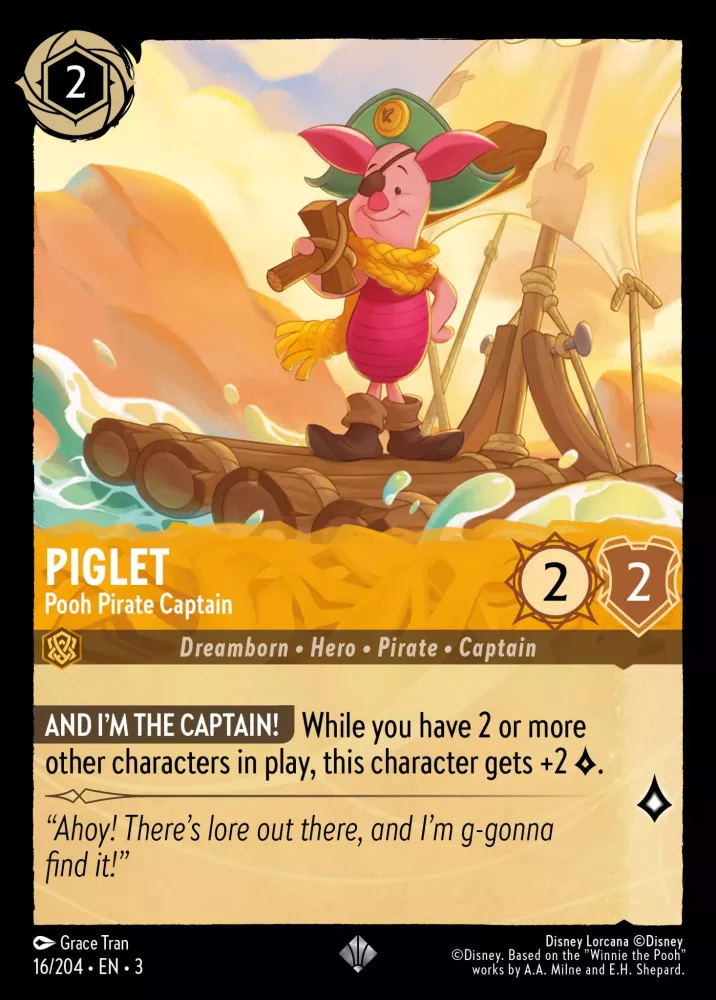 2
PIGLET
Pooh Pirate Captain
2
2
Dreamborn • Hero • Pirate • Captain
AND I'M THE CAPTAIN! While you have 2 or more
other characters in play, this character gets +2 .
“Ahoy! There's lore out there, and I'm g-gonna
find it!”
Grace Tran
16/204 • EN • 3
Disney Lorcana ©Disney
©Disney. Based on the "Winnie the Pooh"
works by A.A. Milne and E.H. Shepard.